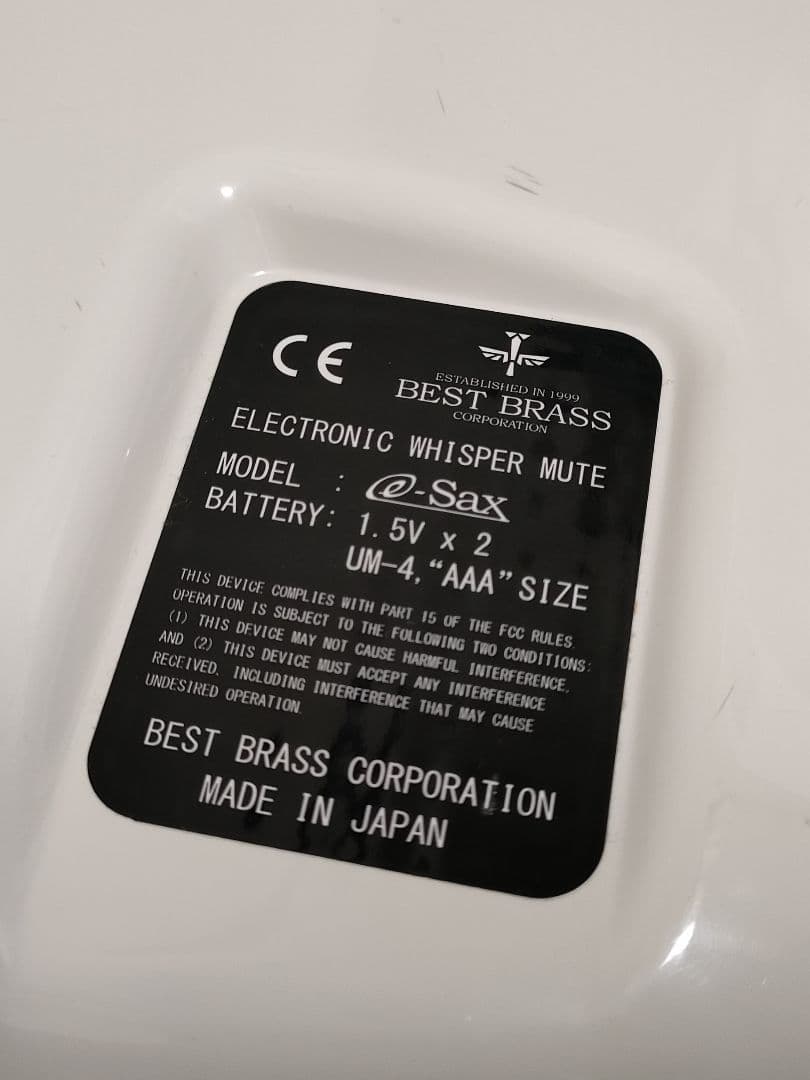 CE
ESTABLISHED IN 1999
BEST BRASS
CORPORATION
ELECTRONIC WHISPER MUTE
MODEL : e-Sax
BATTERY: 1.5V x 2
UM-4, "AAA" SIZE
THIS DEVICE COMPLIES WITH PART 15 OF THE FCC RULES.
OPERATION IS SUBJECT TO THE FOLLOWING TWO CONDITIONS:
(1) THIS DEVICE MAY NOT CAUSE HARMFUL INTERFERENCE,
AND (2) THIS DEVICE MUST ACCEPT ANY INTERFERENCE
RECEIVED, INCLUDING INTERFERENCE THAT MAY CAUSE
UNDESIRED OPERATION.
BEST BRASS CORPORATION
MADE IN JAPAN